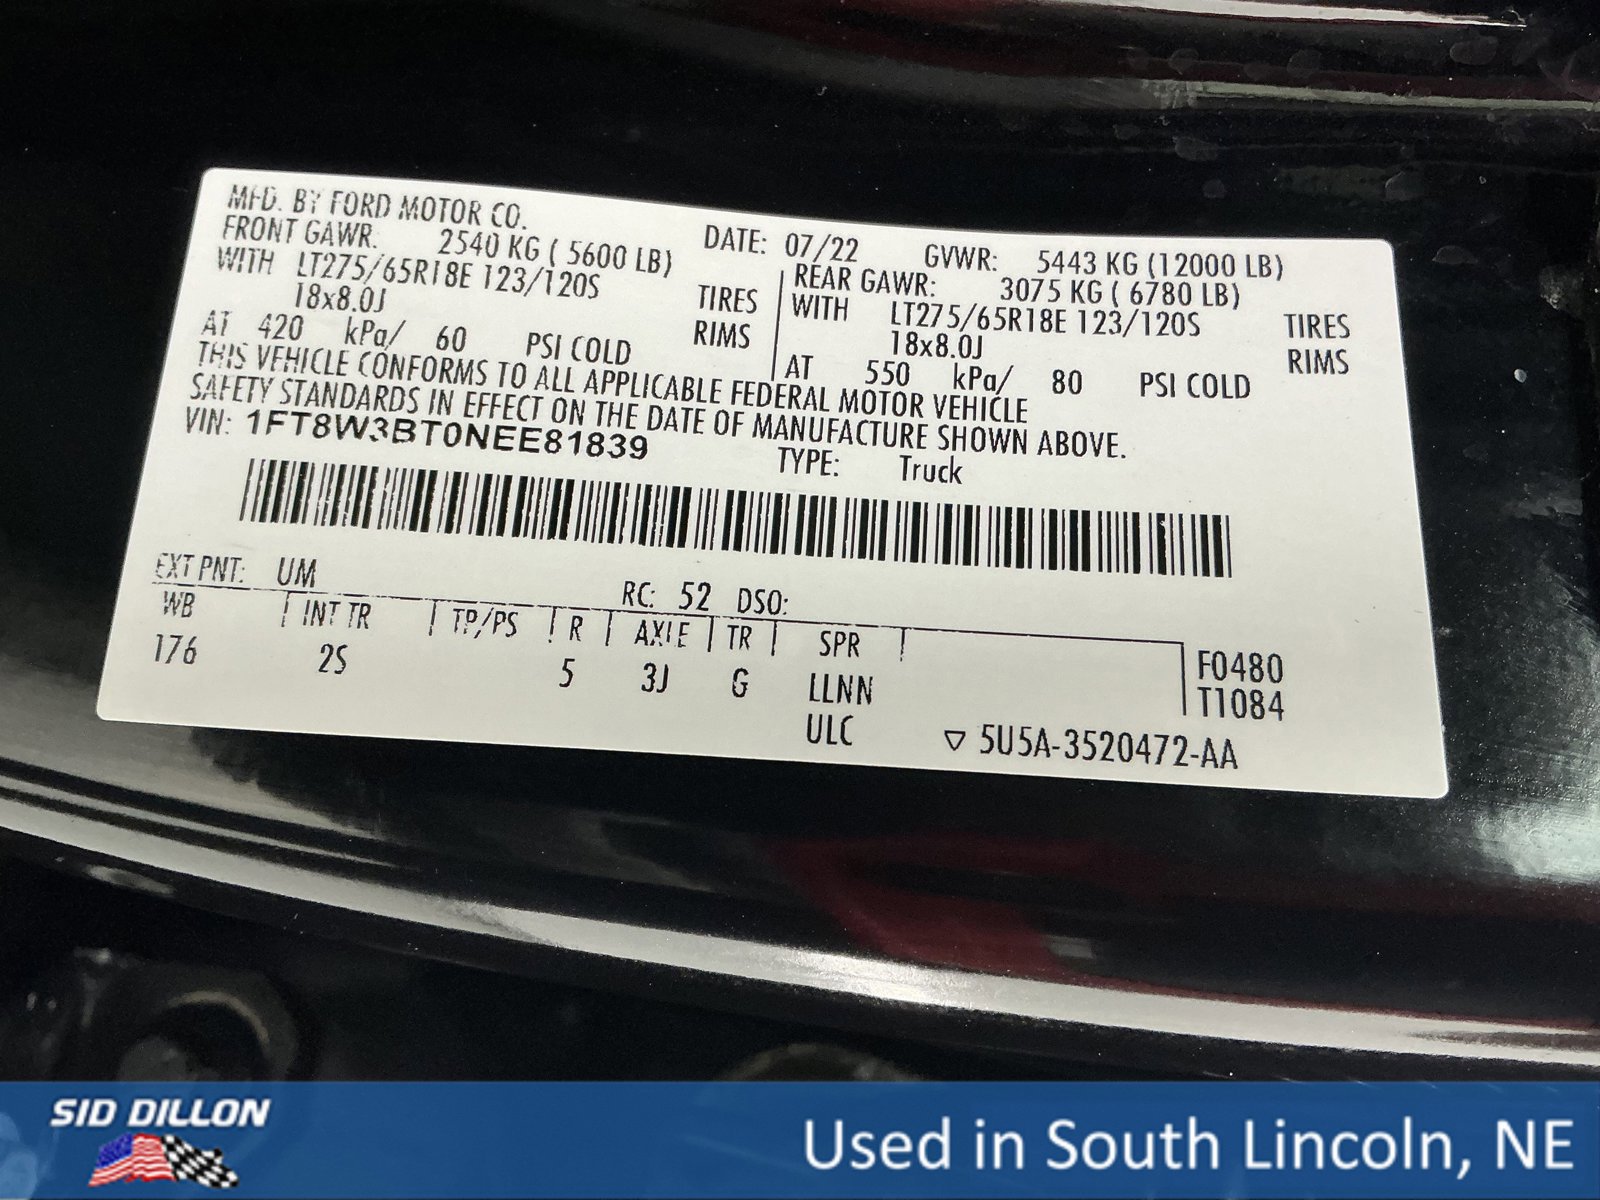 MFD. BY FORD MOTOR CO. DATE: 07/22 GVWR: 5443 KG (12000 LB)
FRONT GAWR: 2540 KG ( 5600 LB) REAR GAWR: 3075 KG ( 6780 LB)
WITH LT275/65R18E 123/120S TIRES WITH LT275/65R18E 123/120S TIRES
18x8.0J RIMS 18x8.0J RIMS
AT 420 kPa/ 60 PSI COLD AT 550 kPa/ 80 PSI COLD
THIS VEHICLE CONFORMS TO ALL APPLICABLE FEDERAL MOTOR VEHICLE
SAFETY STANDARDS IN EFFECT ON THE DATE OF MANUFACTURE SHOWN ABOVE.
VIN: 1FT8W3BT0NEE81839 TYPE: Truck
EXT PNT: UM RC: 52 DSO:
WB INT TR TP/PS R AXLE TR SPR F0480
176 2S 5 3J G LLNN T1084
ULC ▽ 5U5A-3520472-AA
SID DILLON
Used in South Lincoln, NE